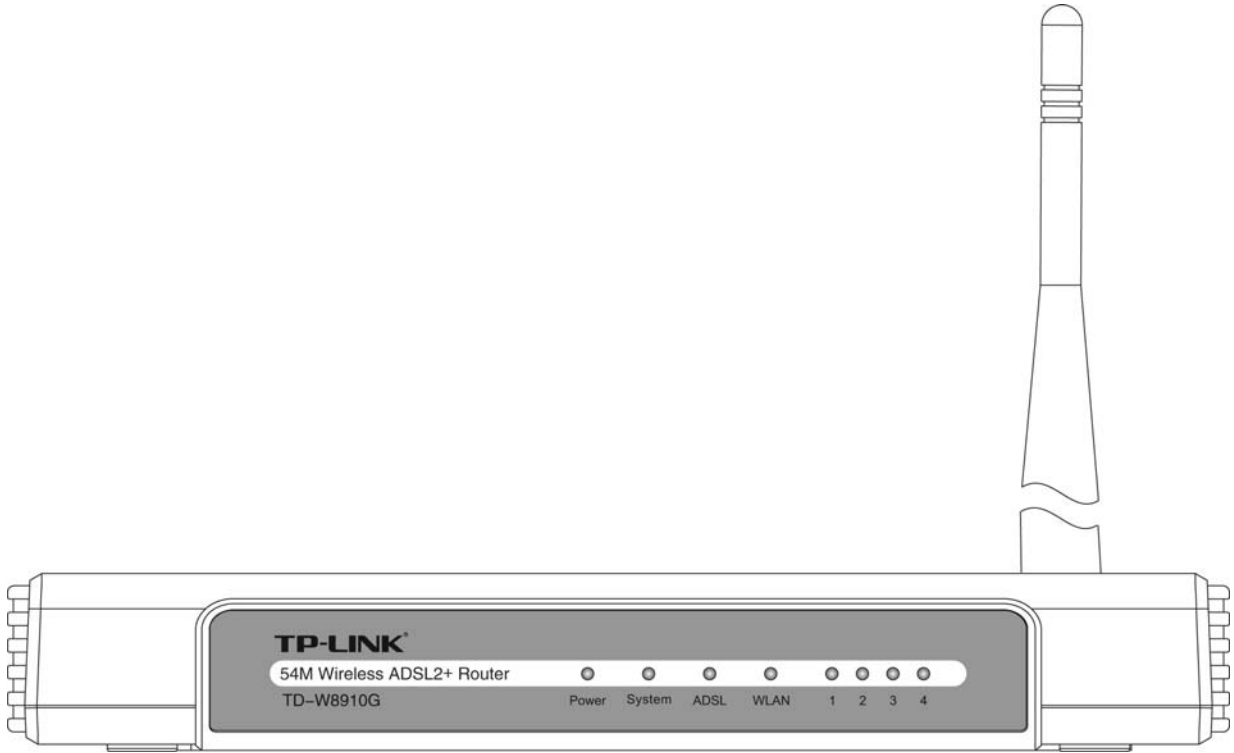 TP-LINK®
54M Wireless ADSL2+ Router
TD-W8910G
Power System ADSL WLAN 1 2 3 4